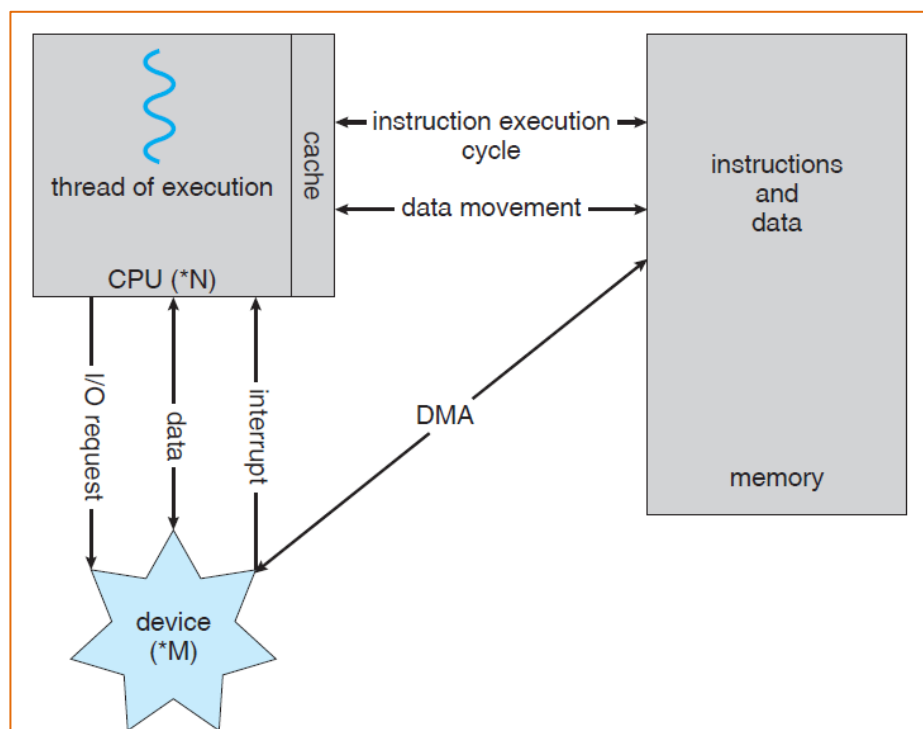 thread of execution
CPU (*N)
cache
instruction execution
cycle
data movement
instructions
and
data
memory
I/O request
data
interrupt
DMA
device
(*M)